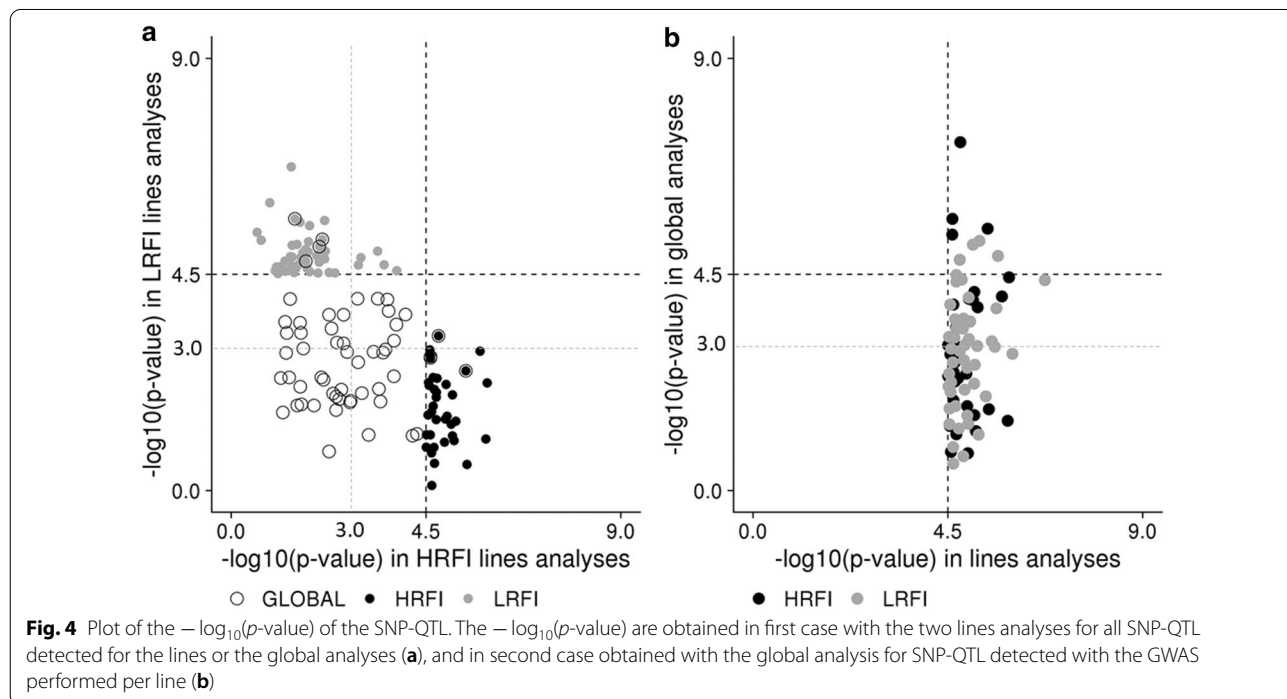 a
b
9.0
4.5
3.0
0.0
-log10(p-value) in LRFI lines analyses
0.0
3.0
4.5
9.0
-log10(p-value) in HRFI lines analyses
GLOBAL HRFI LRFI
9.0
4.5
3.0
0.0
-log10(p-value) in global analyses
0.0
4.5
9.0
-log10(p-value) in lines analyses
HRFI LRFI
Fig. 4 Plot of the −log10(p-value) of the SNP-QTL. The −log10(p-value) are obtained in first case with the two lines analyses for all SNP-QTL
detected for the lines or the global analyses (a), and in second case obtained with the global analysis for SNP-QTL detected with the GWAS
performed per line (b)